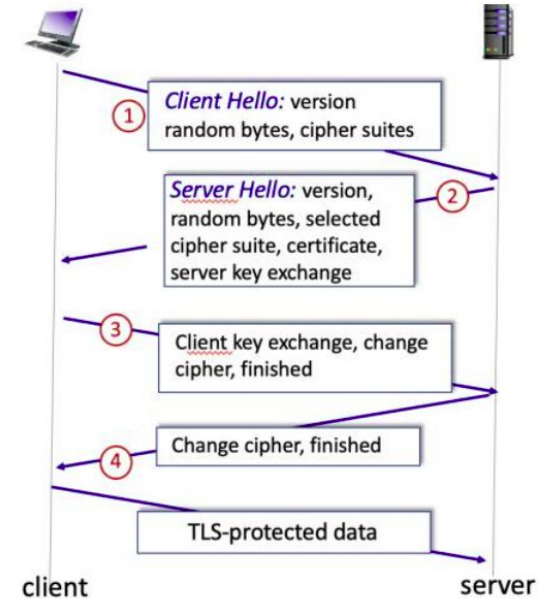 1
Client Hello: version
random bytes, cipher suites
2
Server Hello: version,
random bytes, selected
cipher suite, certificate,
server key exchange
3
Client key exchange, change
cipher, finished
Change cipher, finished
4
TLS-protected data
client
server